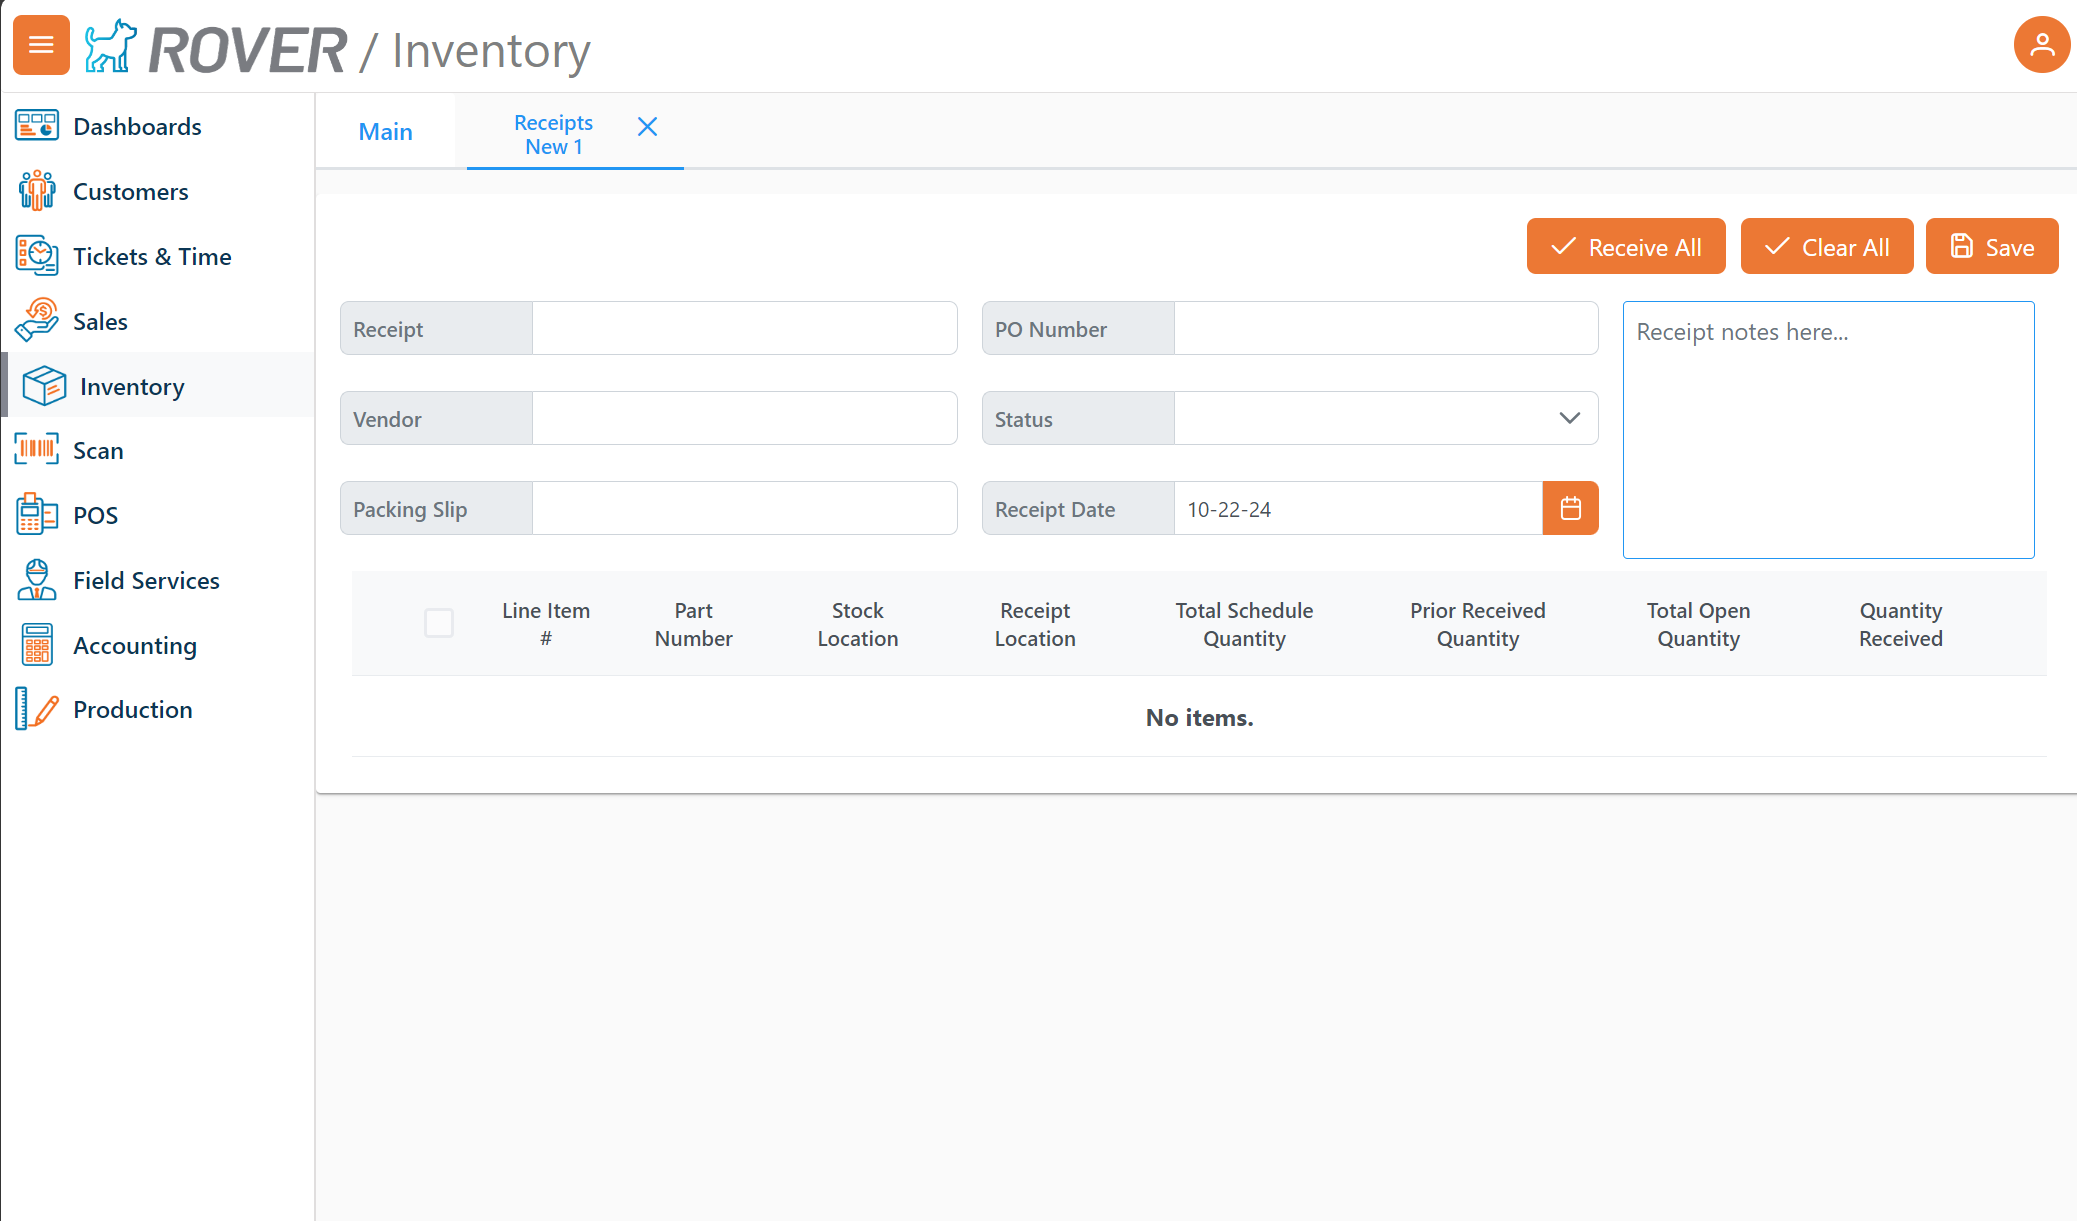 ROVER / Inventory
Dashboards
Customers
Tickets & Time
Sales
Inventory
Scan
POS
Field Services
Accounting
Production
Main
Receipts
New 1
Receive All
Clear All
Save
Receipt
PO Number
Receipt notes here...
Vendor
Status
Packing Slip
Receipt Date
10-22-24
Line Item
#
Part
Number
Stock
Location
Receipt
Location
Total Schedule
Quantity
Prior Received
Quantity
Total Open
Quantity
Quantity
Received
No items.